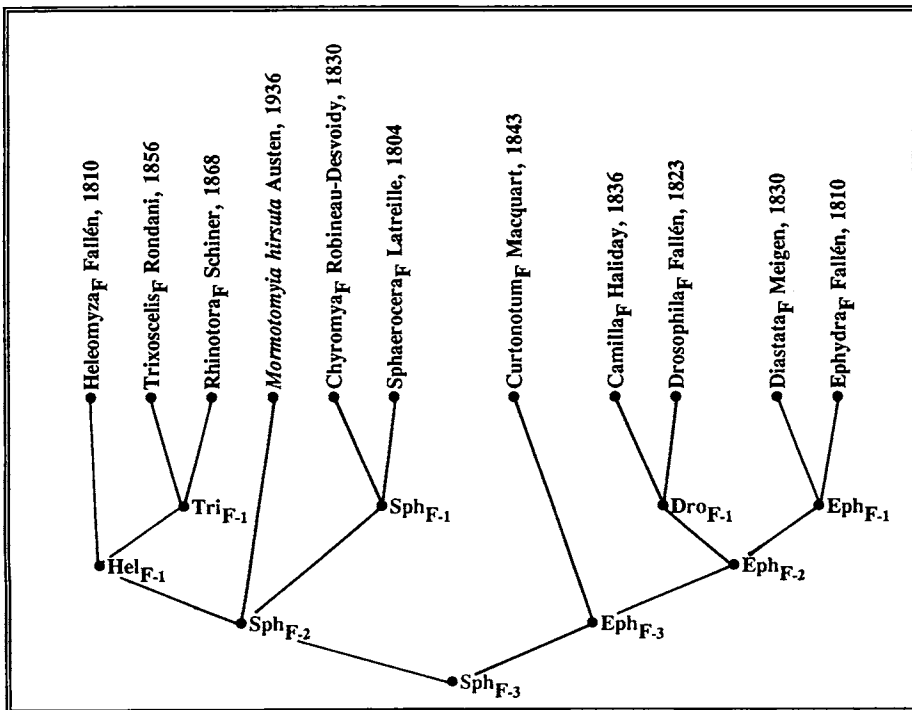 Heleomyza_F Fallén, 1810
Trixoscelis_F Rondani, 1856
Rhinotora_F Schiner, 1868
Mormotomyia hirsuta Austen, 1936
Chyromya_F Robineau-Desvoidy, 1830
Sphaerocera_F Latreille, 1804
Curtonotum_F Macquart, 1843
Camilla_F Haliday, 1836
Drosophila_F Fallén, 1823
Diastata_F Meigen, 1830
Ephydra_F Fallén, 1810
Tri_F-1
Sph_F-1
Dro_F-1
Eph_F-1
Hel_F-1
Eph_F-2
Sph_F-2
Eph_F-3
Sph_F-3